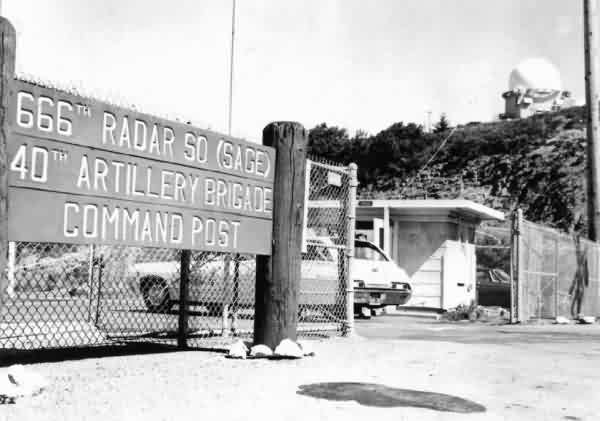 666TH RADAR SQ (SAGE)
40TH ARTILLERY BRIGADE
COMMAND POST